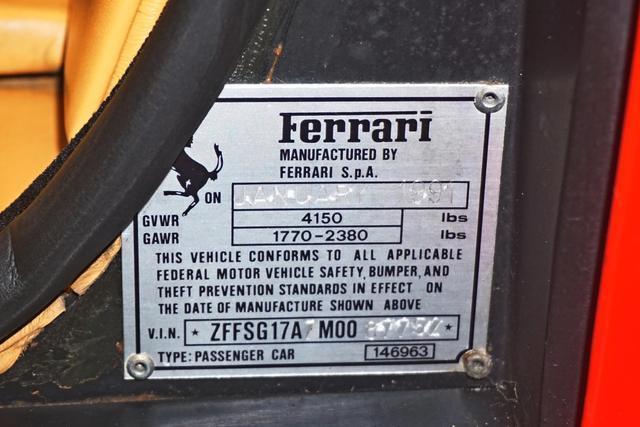 Ferrari
MANUFACTURED BY
FERRARI S.p.A.
ON JANUARY 1991
GVWR 4150 lbs
GAWR 1770-2380 lbs
THIS VEHICLE CONFORMS TO ALL APPLICABLE
FEDERAL MOTOR VEHICLE SAFETY, BUMPER, AND
THEFT PREVENTION STANDARDS IN EFFECT ON
THE DATE OF MANUFACTURE SHOWN ABOVE
V.I.N. * ZFFSG17A M00 *
TYPE: PASSENGER CAR 146963